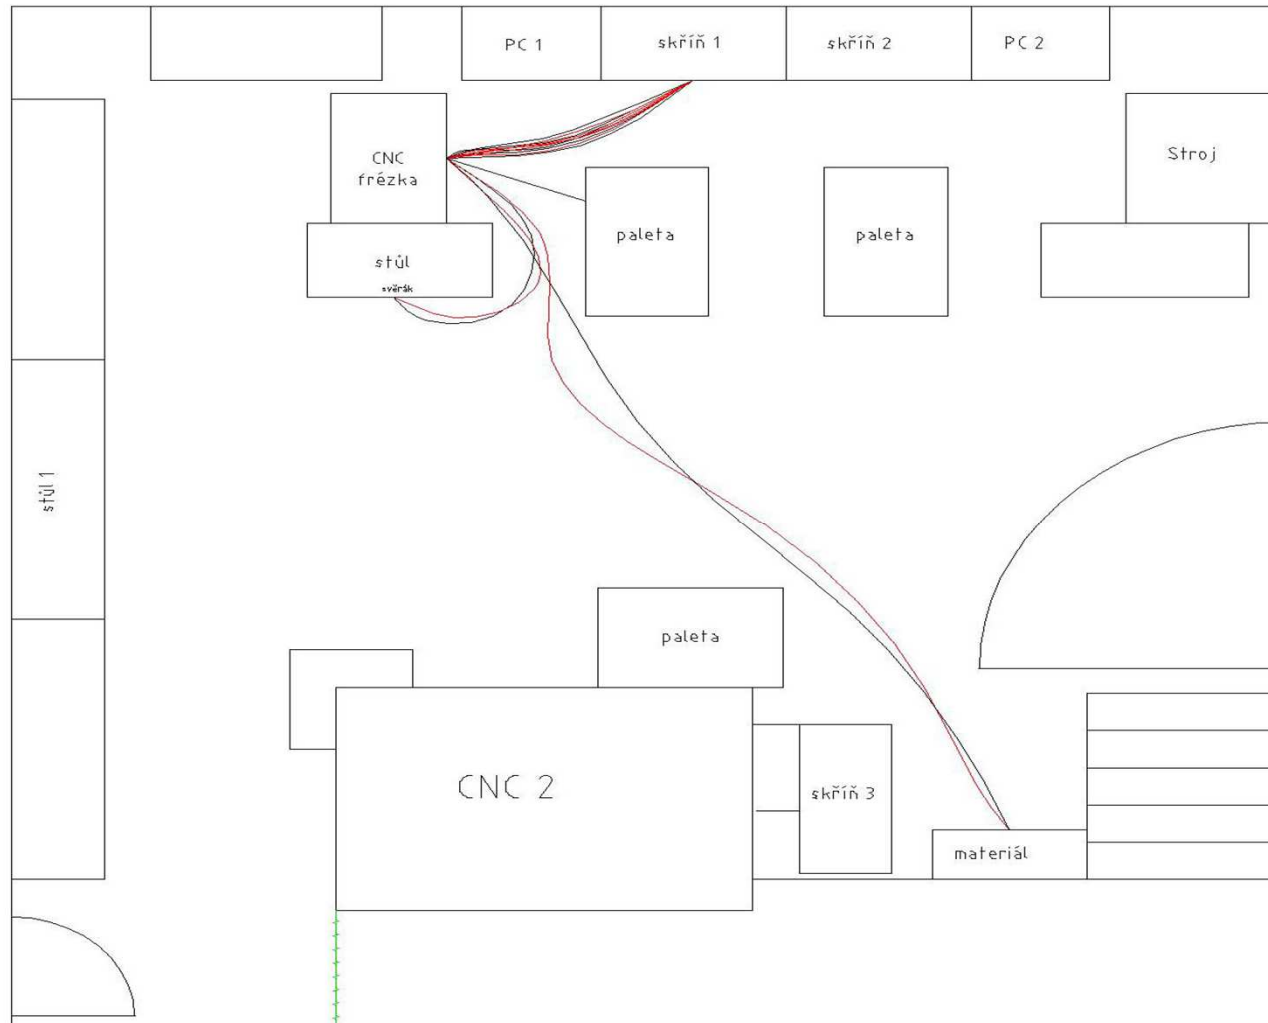 PC 1
skříň 1
skříň 2
PC 2
CNC
frézka
Stroj
paleta
paleta
stůl
svěrák
stůl 1
paleta
CNC 2
skříň 3
materiál